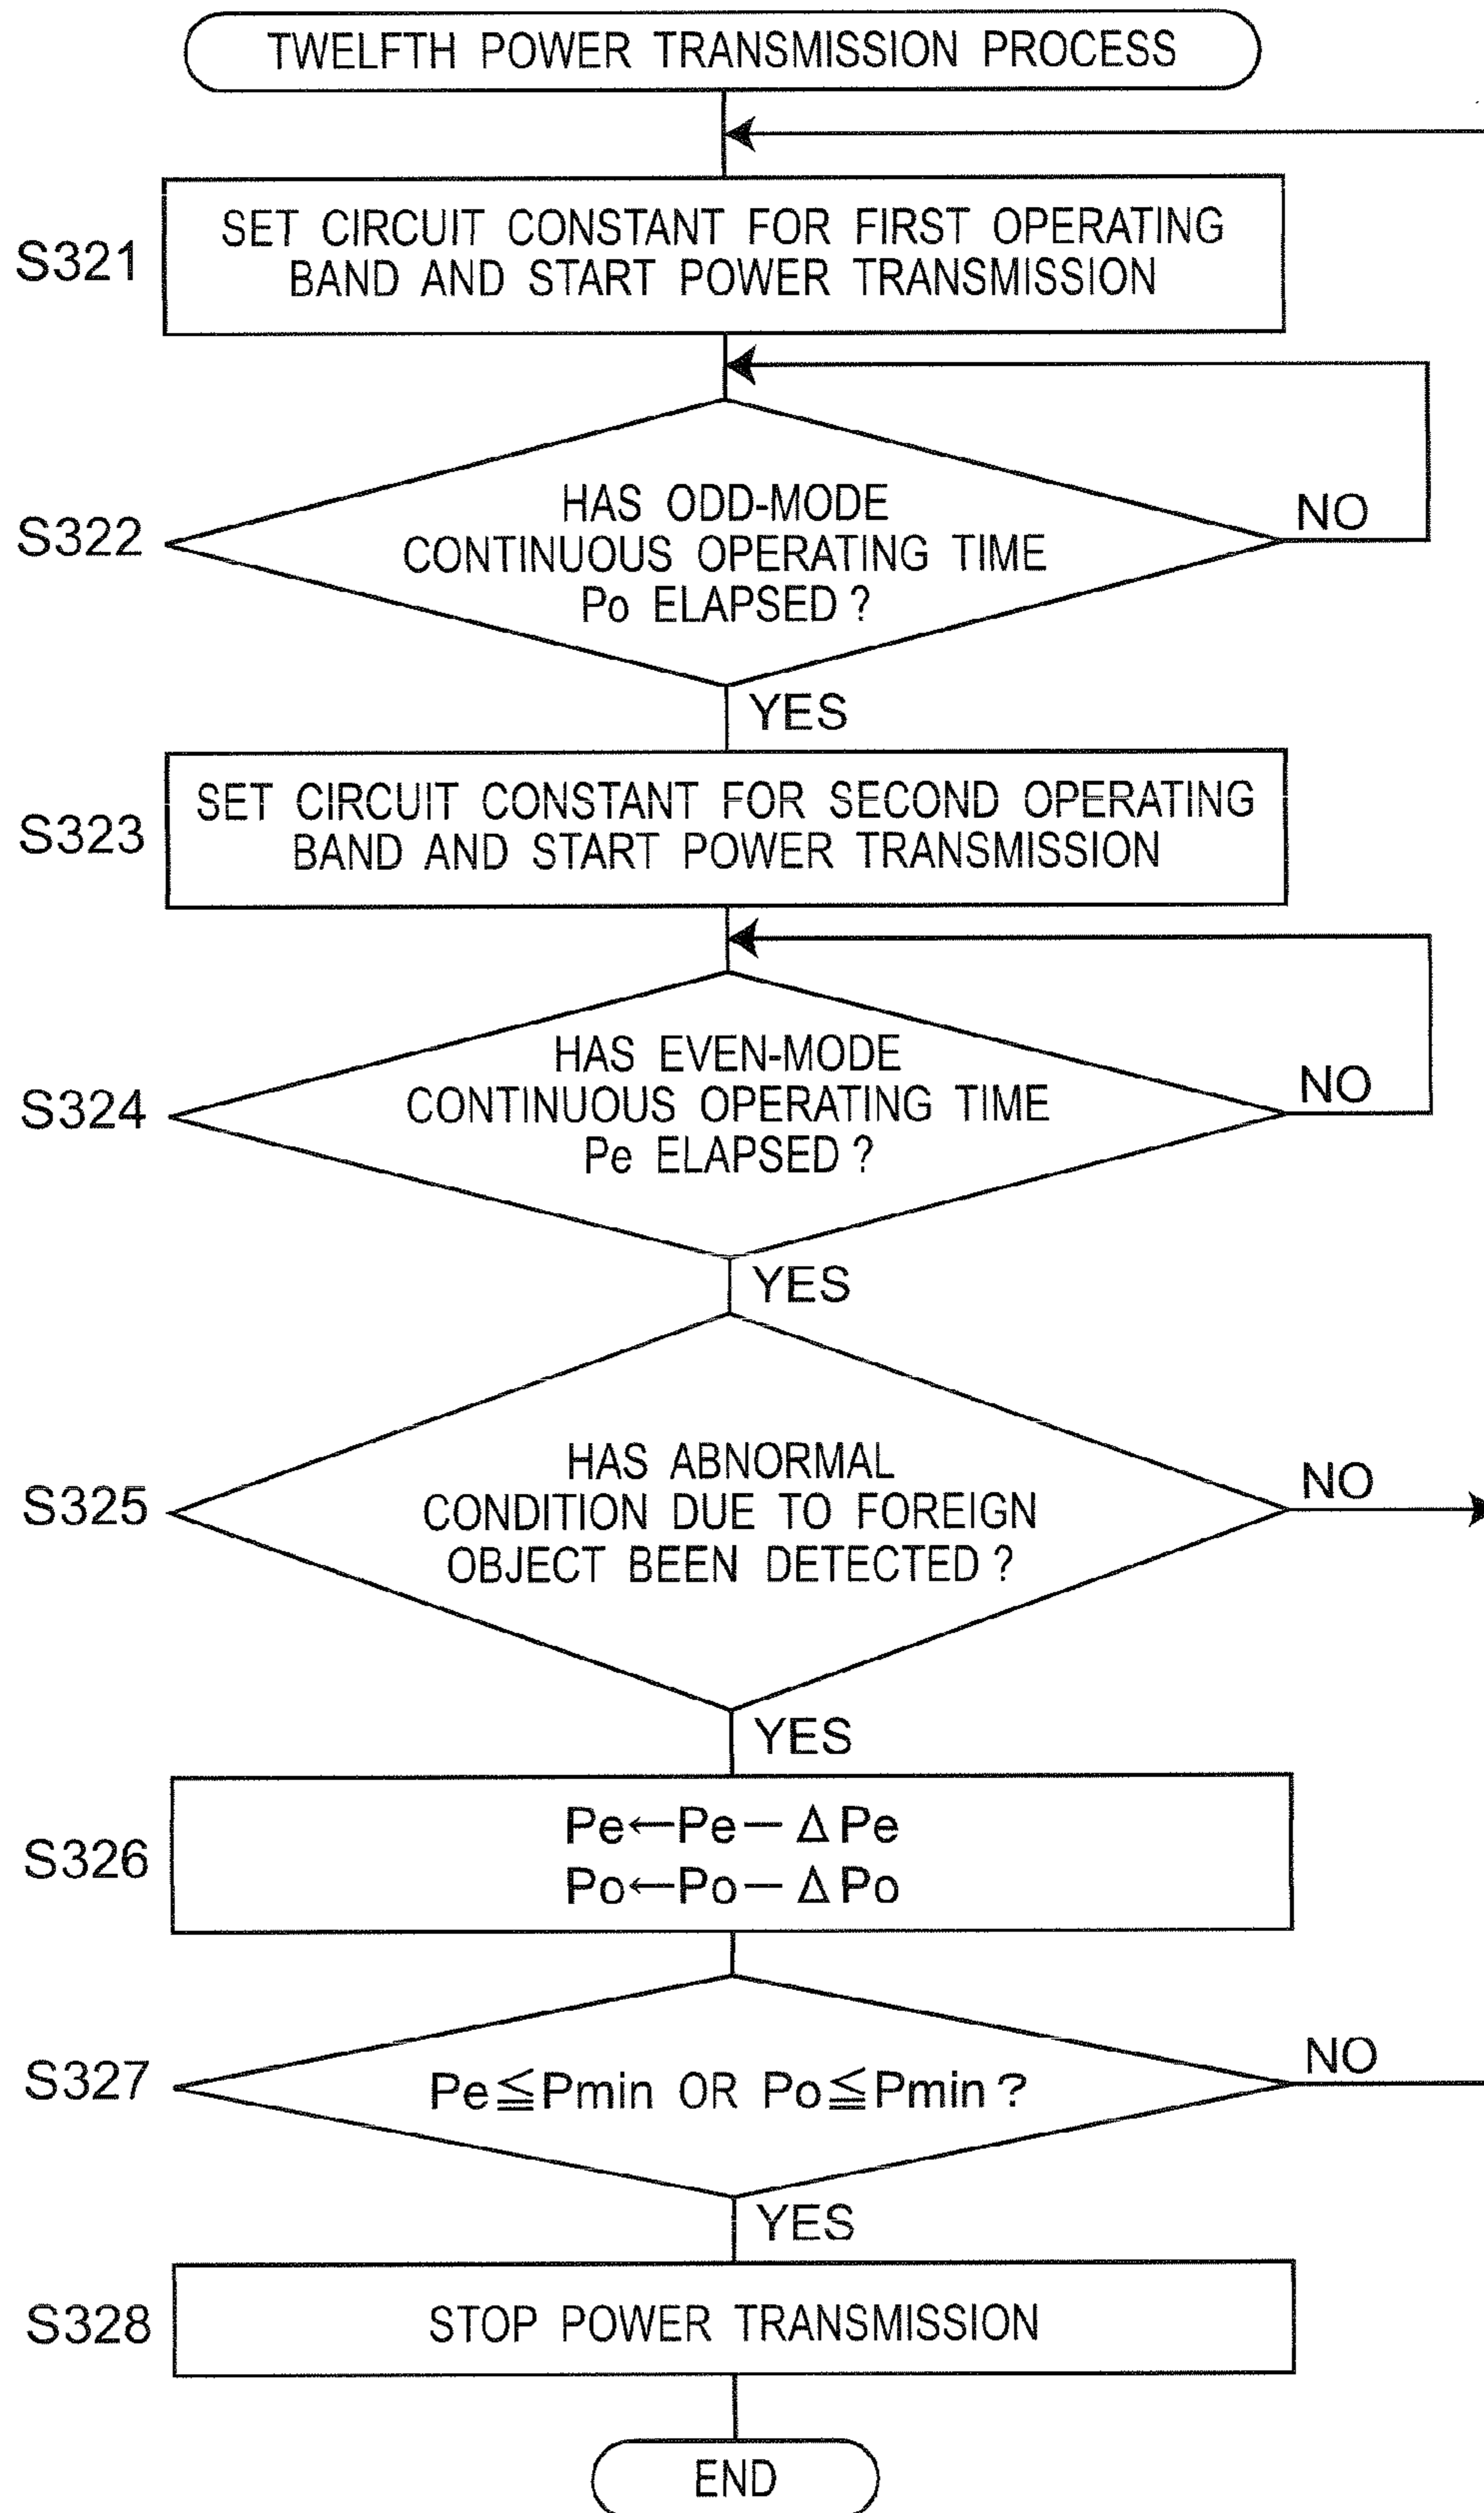 TWELFTH POWER TRANSMISSION PROCESS
S321
SET CIRCUIT CONSTANT FOR FIRST OPERATING
BAND AND START POWER TRANSMISSION
S322
HAS ODD-MODE
CONTINUOUS OPERATING TIME
Po ELAPSED ?
NO
YES
S323
SET CIRCUIT CONSTANT FOR SECOND OPERATING
BAND AND START POWER TRANSMISSION
S324
HAS EVEN-MODE
CONTINUOUS OPERATING TIME
Pe ELAPSED ?
NO
YES
S325
HAS ABNORMAL
CONDITION DUE TO FOREIGN
OBJECT BEEN DETECTED ?
NO
YES
S326
Pe←Pe－ΔPe
Po←Po－ΔPo
S327
Pe≦Pmin OR Po≦Pmin ?
NO
YES
S328
STOP POWER TRANSMISSION
END